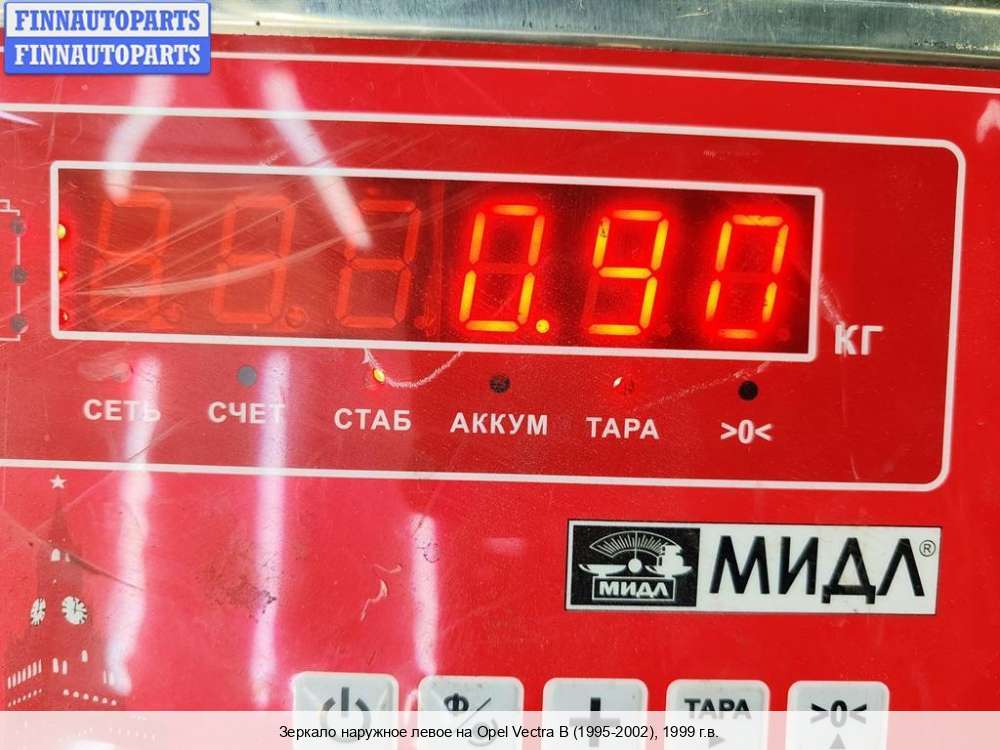 FINNAUTOPARTS
FINNAUTOPARTS
0.90
КГ
СЕТЬ СЧЕТ СТАБ АККУМ ТАРА >0<
МИДЛ МИДЛ®
ТАРА >0<
Зеркало наружное левое на Opel Vectra B (1995-2002), 1999 г.в.